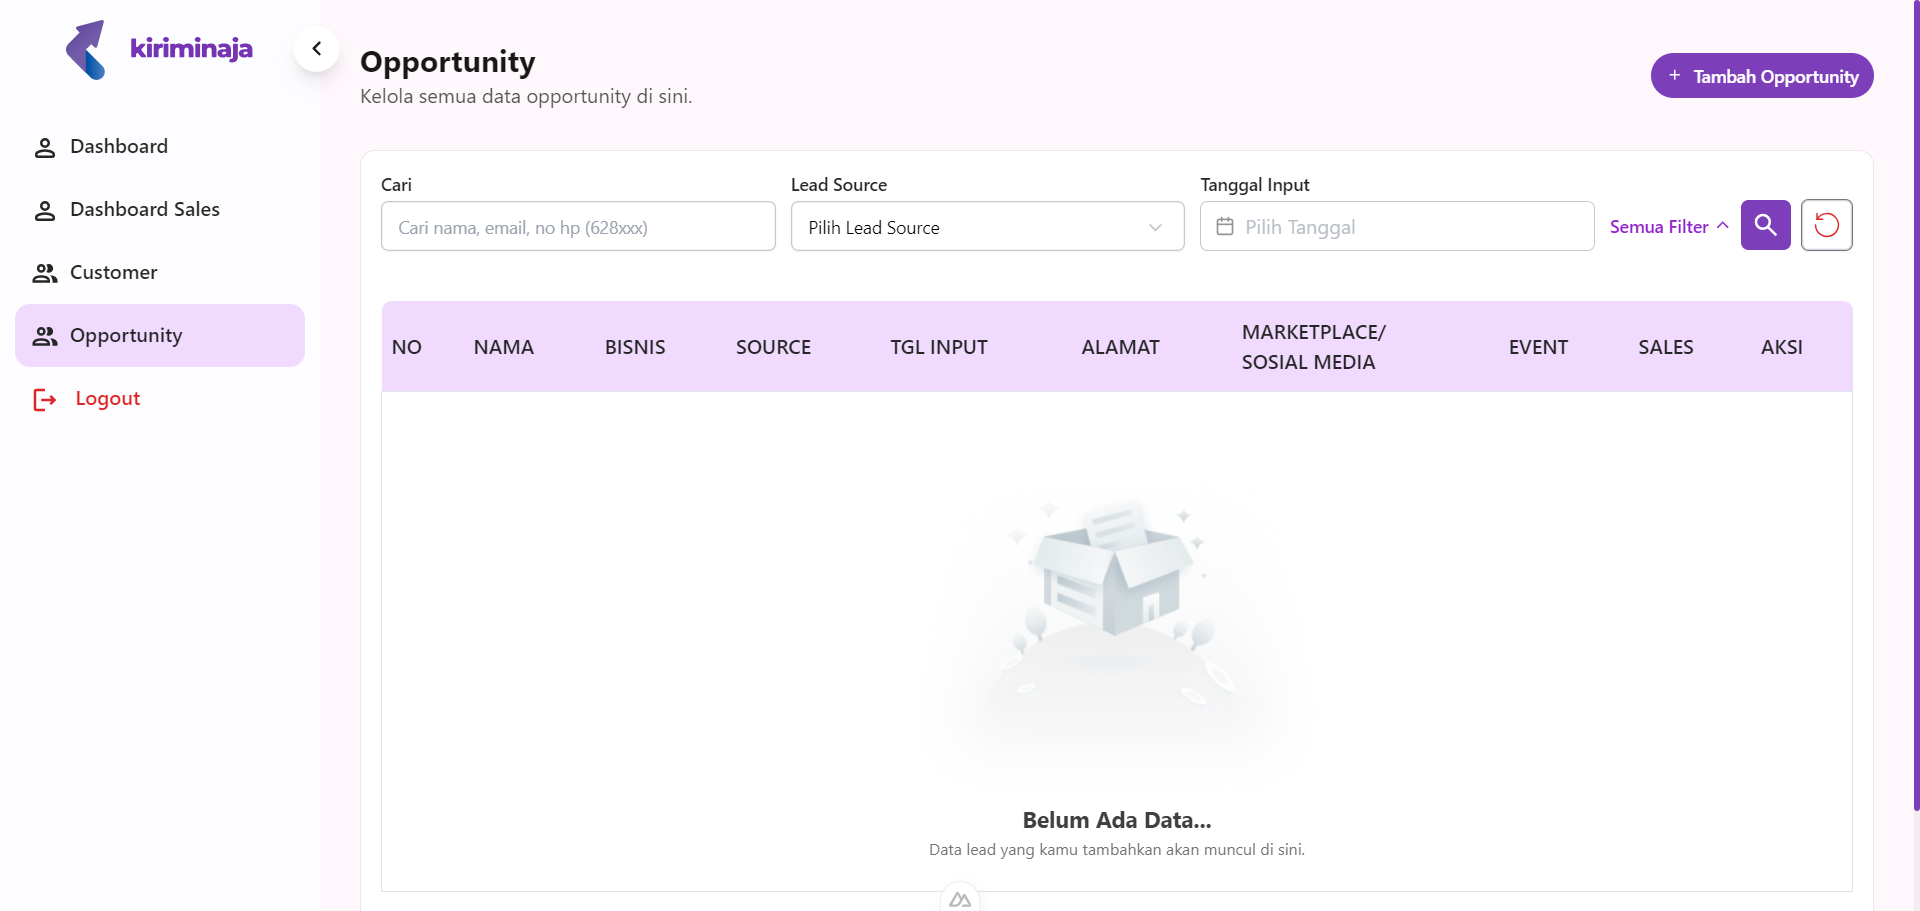 kiriminaja
Dashboard
Dashboard Sales
Customer
Opportunity
Logout
Opportunity
Kelola semua data opportunity di sini.
+ Tambah Opportunity
Cari
Cari nama, email, no hp (628xxx)
Lead Source
Pilih Lead Source
Tanggal Input
Pilih Tanggal
Semua Filter
NO NAMA BISNIS SOURCE TGL INPUT ALAMAT MARKETPLACE/
SOSIAL MEDIA EVENT SALES AKSI
Belum Ada Data...
Data lead yang kamu tambahkan akan muncul di sini.